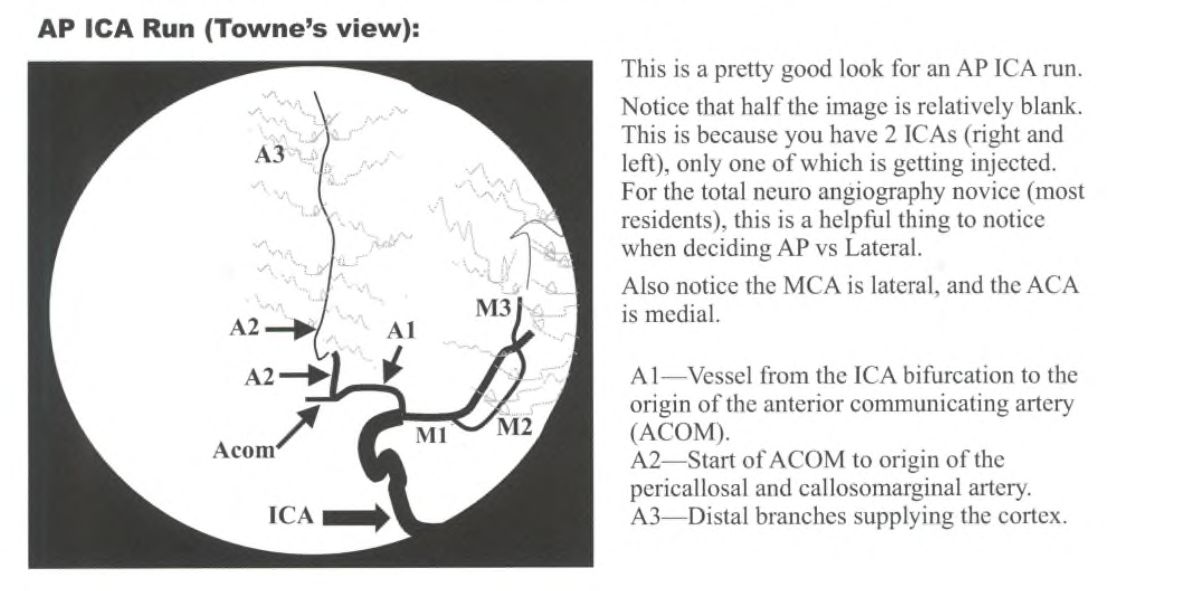 AP ICA Run (Towne's view):
A3
A2
A1
M3
A2
Acom
M1
M2
ICA
This is a pretty good look for an AP ICA run.
Notice that half the image is relatively blank.
This is because you have 2 ICAs (right and
left), only one of which is getting injected.
For the total neuro angiography novice (most
residents), this is a helpful thing to notice
when deciding AP vs Lateral.
Also notice the MCA is lateral, and the ACA
is medial.
A1—Vessel from the ICA bifurcation to the
origin of the anterior communicating artery
(ACOM).
A2—Start of ACOM to origin of the
pericallosal and callosomarginal artery.
A3—Distal branches supplying the cortex.